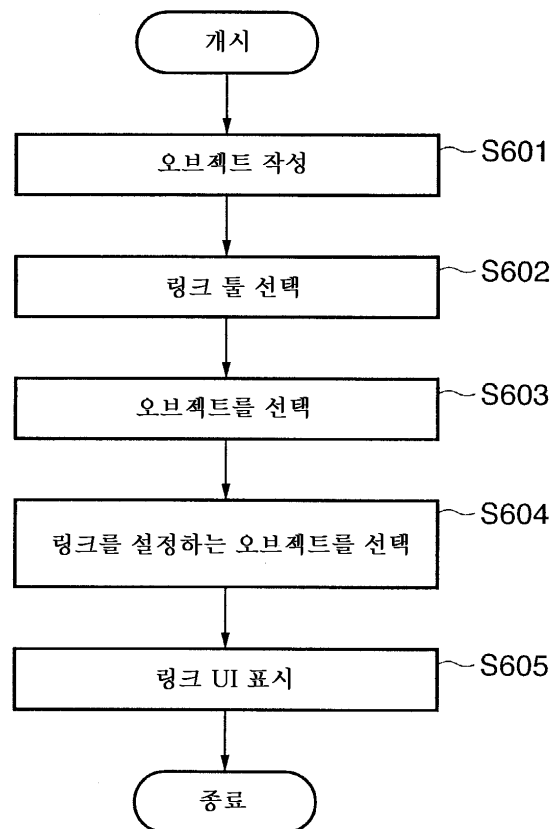 개시
오브젝트 작성
S601
링크 툴 선택
S602
오브젝트를 선택
S603
링크를 설정하는 오브젝트를 선택
S604
링크 UI 표시
S605
종료